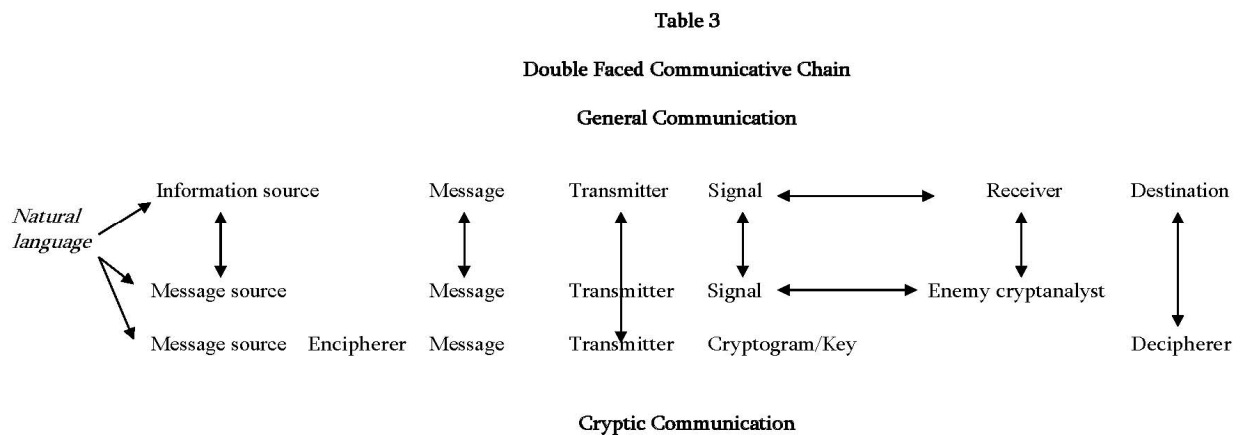 Table 3
Double Faced Communicative Chain
General Communication
Information source Message Transmitter Signal Receiver Destination
Natural
language
Message source Message Transmitter Signal Enemy cryptanalyst
Message source Encipherer Message Transmitter Cryptogram/Key Decipherer
Cryptic Communication